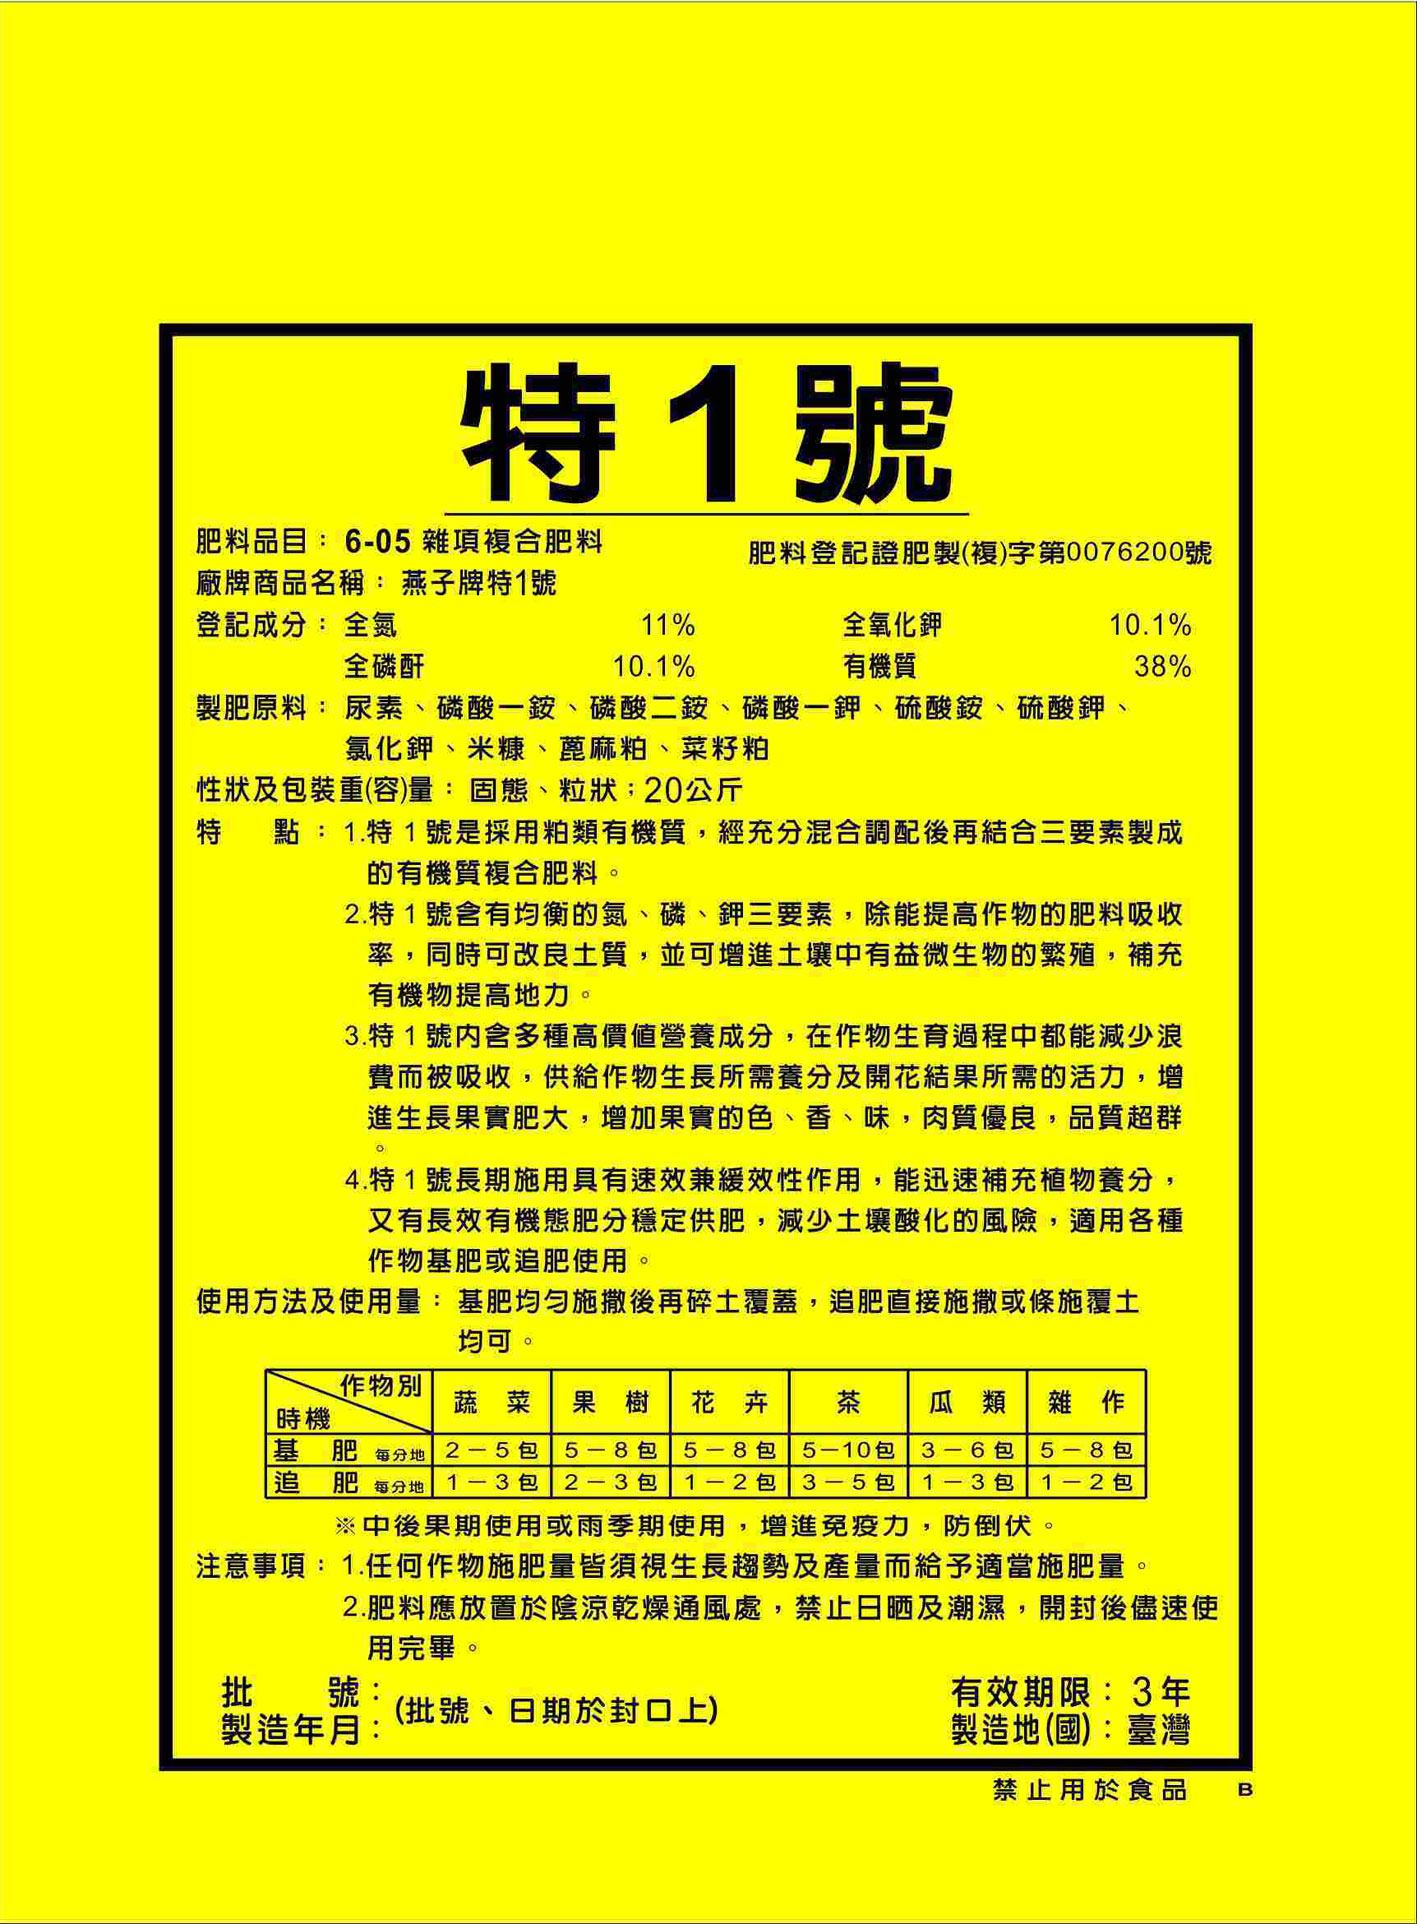 特1號
肥料品目：6-05 雜項複合肥料
肥料登記證肥製(複)字第0076200號
廠牌商品名稱：燕子牌特1號
登記成分：全氮 11% 全氧化鉀 10.1%
全磷酐 10.1% 有機質 38%
製肥原料：尿素、磷酸一銨、磷酸二銨、磷酸一鉀、硫酸銨、硫酸鉀、
氯化鉀、米糠、蓖麻粕、菜籽粕
性狀及包裝重(容)量：固態、粒狀；20公斤
特　點：1.特1號是採用粕類有機質，經充分混合調配後再結合三要素製成
的有機質複合肥料。
2.特1號含有均衡的氮、磷、鉀三要素，除能提高作物的肥料吸收
率，同時可改良土質，並可增進土壤中有益微生物的繁殖，補充
有機物提高地力。
3.特1號內含多種高價值營養成分，在作物生育過程中都能減少浪
費而被吸收，供給作物生長所需養分及開花結果所需的活力，增
進生長果實肥大，增加果實的色、香、味，肉質優良，品質超群
。
4.特1號長期施用具有速效兼緩效性作用，能迅速補充植物養分，
又有長效有機態肥分穩定供肥，減少土壤酸化的風險，適用各種
作物基肥或追肥使用。
使用方法及使用量：基肥均勻施撒後再碎土覆蓋，追肥直接施撒或條施覆土
均可。
作物別
時機
蔬菜 果樹 花卉 茶 瓜類 雜作
基肥 每分地 2－5包 5－8包 5－8包 5－10包 3－6包 5－8包
追肥 每分地 1－3包 2－3包 1－2包 3－5包 1－3包 1－2包
※中後果期使用或雨季期使用，增進免疫力，防倒伏。
注意事項：1.任何作物施肥量皆須視生長趨勢及產量而給予適當施肥量。
2.肥料應放置於陰涼乾燥通風處，禁止日晒及潮濕，開封後儘速使
用完畢。
批　號：
製造年月：
(批號、日期於封口上)
有效期限：3年
製造地(國)：臺灣
禁止用於食品 B